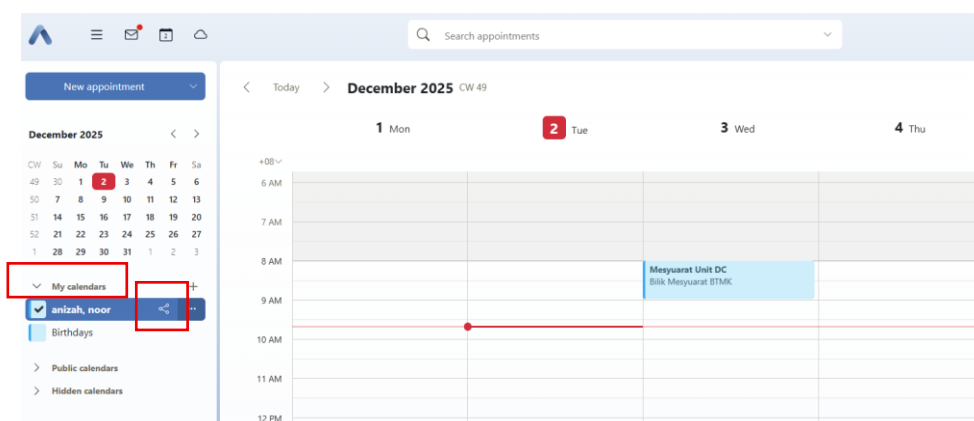 2
Search appointments
New appointment
Today
December 2025 CW 49
December 2025
1 Mon
2 Tue
3 Wed
4 Thu
CW Su Mo Tu We Th Fr Sa
49 30 1 2 3 4 5 6
50 7 8 9 10 11 12 13
51 14 15 16 17 18 19 20
52 21 22 23 24 25 26 27
1 28 29 30 31 1 2 3
My calendars
anizah, noor
Birthdays
Public calendars
Hidden calendars
+08
6 AM
7 AM
8 AM
Mesyuarat Unit DC
Bilik Mesyuarat BTMK
9 AM
10 AM
11 AM
12 PM